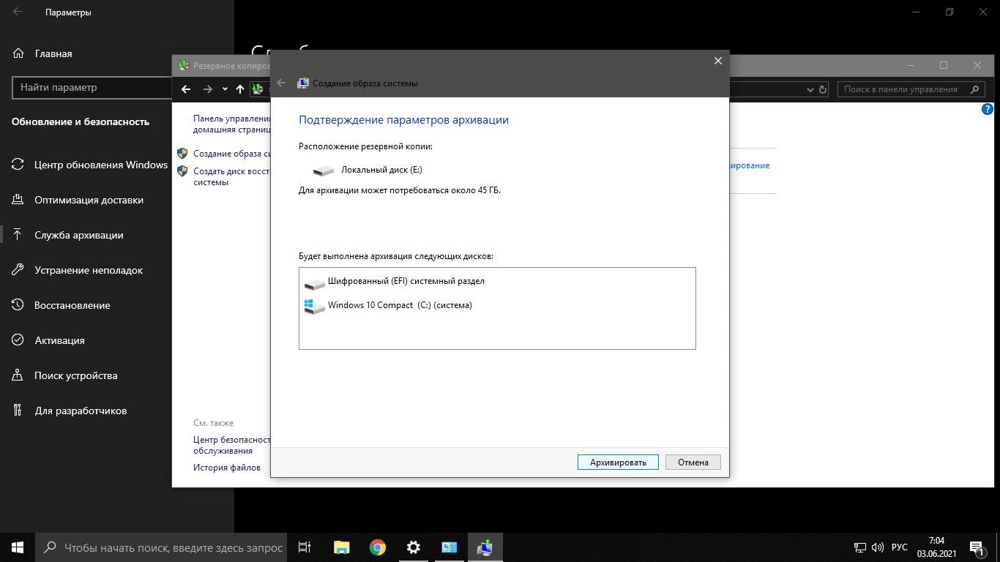 Параметры
Главная
Найти параметр
Обновление и безопасность
Центр обновления Windows
Оптимизация доставки
Служба архивации
Устранение неполадок
Восстановление
Активация
Поиск устройства
Для разработчиков
Резервное копиров
Поиск в панели управления
Панель управления
домашняя страниц
Создание образа си
Создать диск восст
системы
ирование
См. также
Центр безопасност
обслуживания
История файлов
Создание образа системы
Подтверждение параметров архивации
Расположение резервной копии:
Локальный диск (E:)
Для архивации может потребоваться около 45 ГБ.
Будет выполнена архивация следующих дисков:
Шифрованный (EFI) системный раздел
Windows 10 Compact (C:) (система)
Архивировать
Отмена
Чтобы начать поиск, введите здесь запрос
РУС
7:04
03.06.2021
1